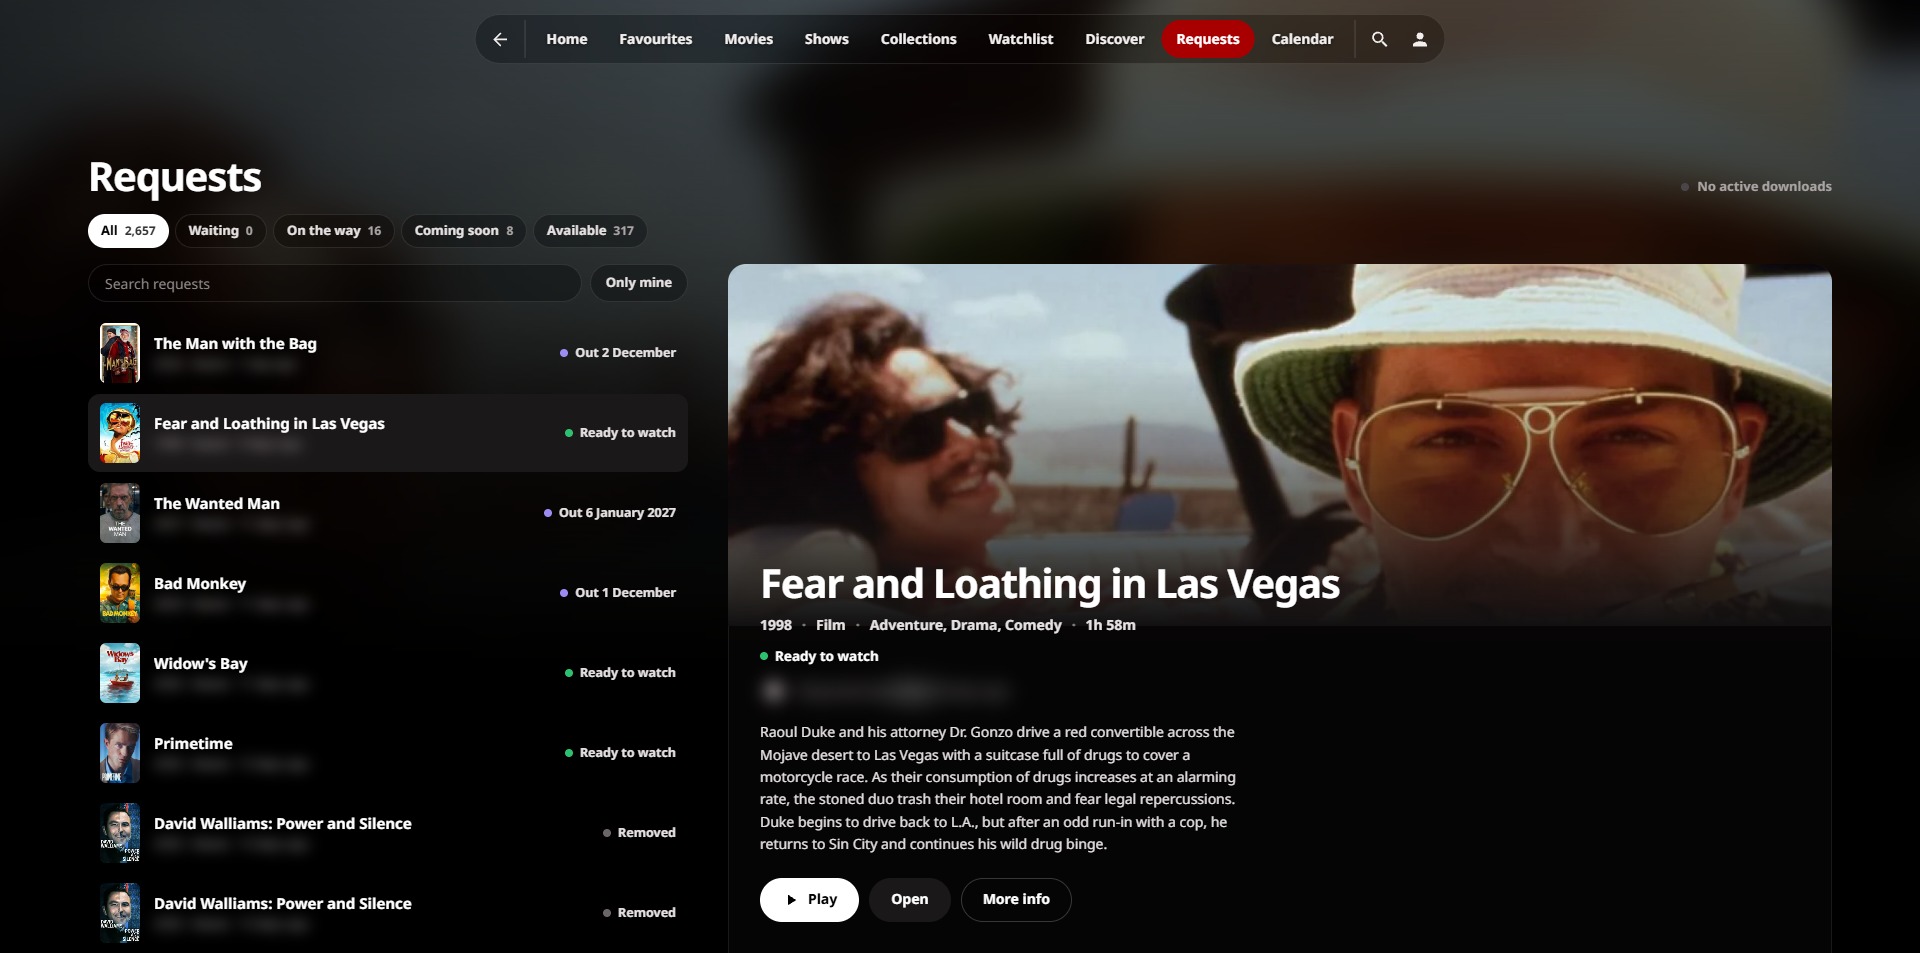 Home Favourites Movies Shows Collections Watchlist Discover Requests Calendar
Requests
No active downloads
All 2,657 Waiting 0 On the way 16 Coming soon 8 Available 317
Search requests Only mine
The Man with the Bag
Out 2 December
Fear and Loathing in Las Vegas
Ready to watch
The Wanted Man
Out 6 January 2027
THE
WANTED
MAN
Bad Monkey
Out 1 December
BAD MONKEY
Widow's Bay
Ready to watch
Widow's
Bay
Primetime
Ready to watch
David Walliams: Power and Silence
Removed
David Walliams: Power and Silence
Removed
Fear and Loathing in Las Vegas
1998 · Film · Adventure, Drama, Comedy · 1h 58m
Ready to watch
Raoul Duke and his attorney Dr. Gonzo drive a red convertible across the
Mojave desert to Las Vegas with a suitcase full of drugs to cover a
motorcycle race. As their consumption of drugs increases at an alarming
rate, the stoned duo trash their hotel room and fear legal repercussions.
Duke begins to drive back to L.A., but after an odd run-in with a cop, he
returns to Sin City and continues his wild drug binge.
Play Open More info